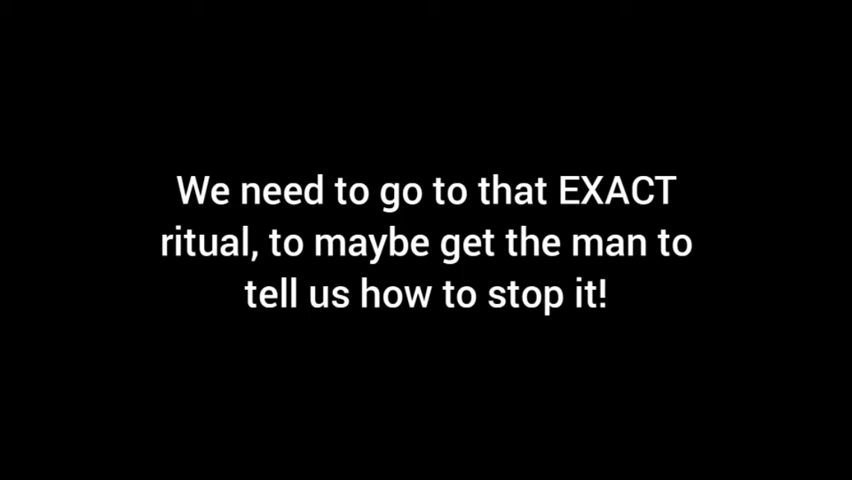 We need to go to that EXACT
ritual, to maybe get the man to
tell us how to stop it!